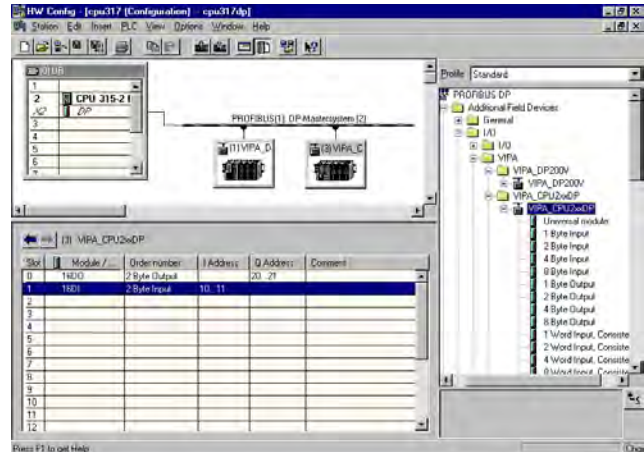 HW Config - [cpu317 (Configuration) -- cpu317dp]
Station Edit Insert PLC View Options Window Help
(0) UR
1
2 CPU 315-2
X2 DP
3
4
5
6
7
PROFIBUS(1): DP-Mastersystem (2)
(1) VIPA_D
(3) VIPA_C
(3) VIPA_CPU2xxDP
Slot Module / ... Order number I Address Q Address Comment
0 16DO 2 Byte Output 20...21
1 16DI 2 Byte Input 10...11
2
3
4
5
6
7
8
9
10
11
12
Profile Standard
PROFIBUS DP
Additional Field Devices
General
I/O
I/O
VIPA
VIPA_DP200V
VIPA_DP200V
VIPA_CPU2xxDP
VIPA_CPU2xxDP
Universal module
1 Byte Input
2 Byte Input
4 Byte Input
8 Byte Input
1 Byte Output
2 Byte Output
4 Byte Output
8 Byte Output
1 Word Input, Consiste
2 Word Input, Consiste
4 Word Input, Consiste
8 Word Input, Consiste
Press F1 to get Help.